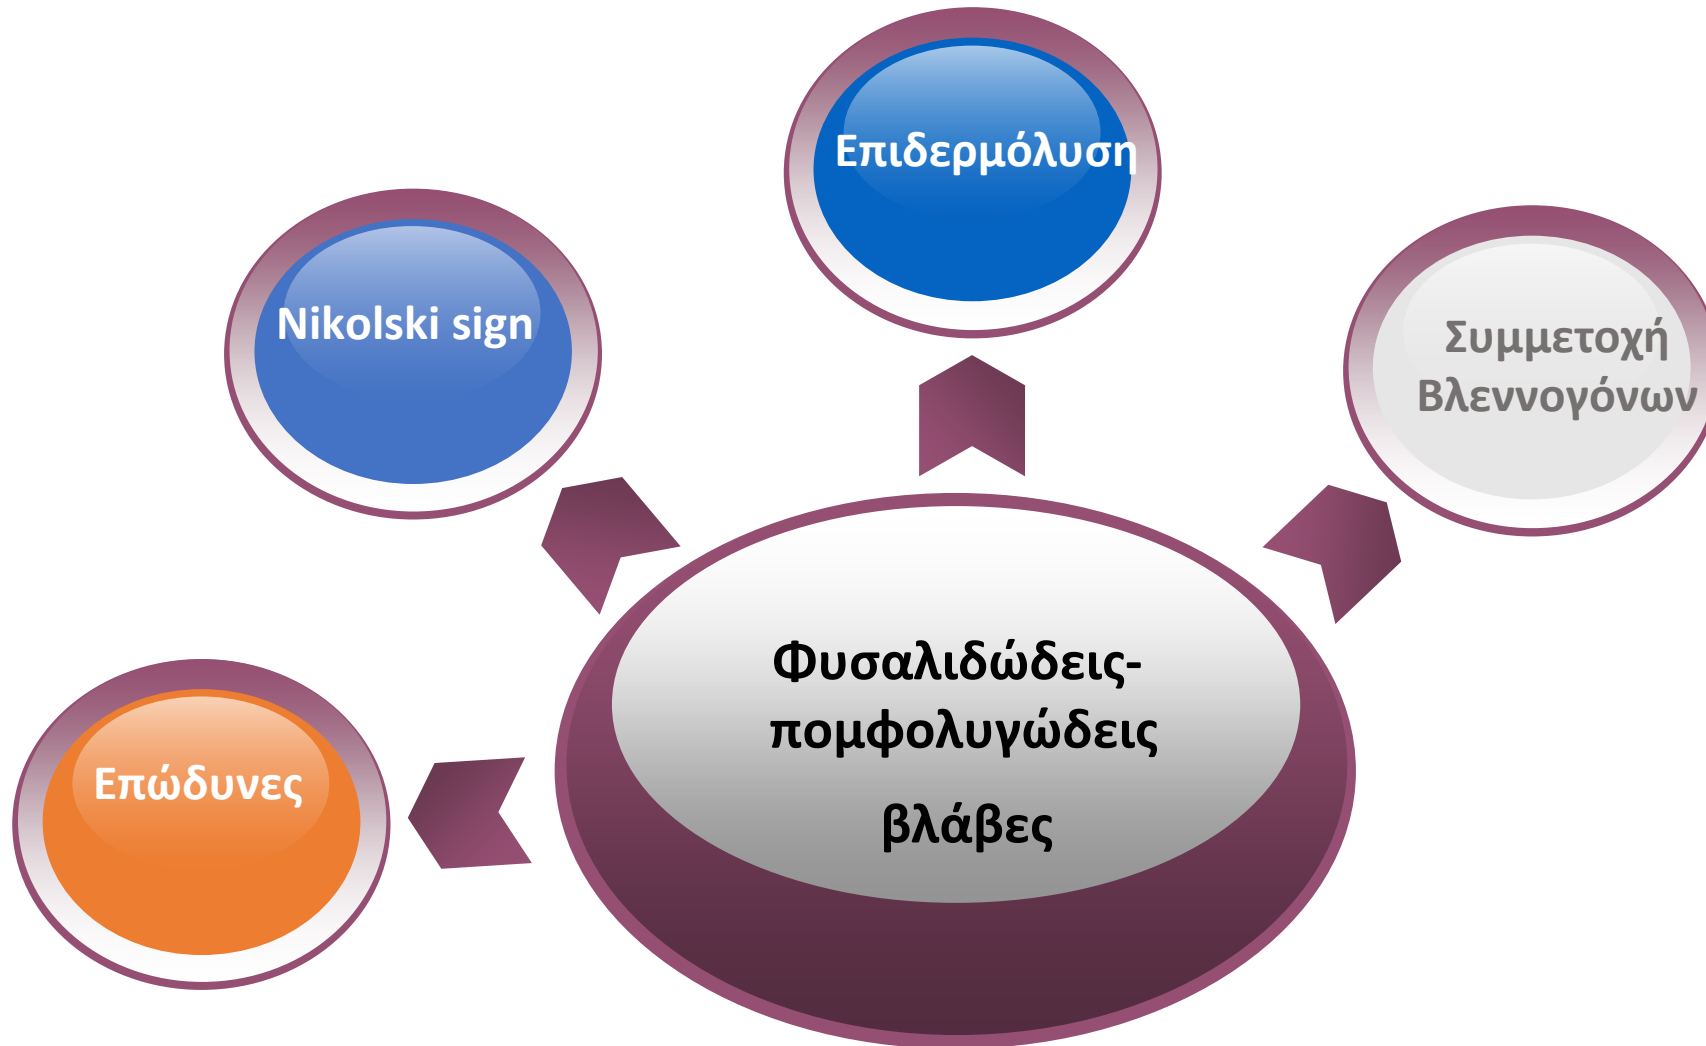 Επιδερμόλυση
Nikolski sign
Συμμετοχή
Βλεννογόνων
Φυσαλιδώδεις-
πομφολυγώδεις
βλάβες
Επώδυνες